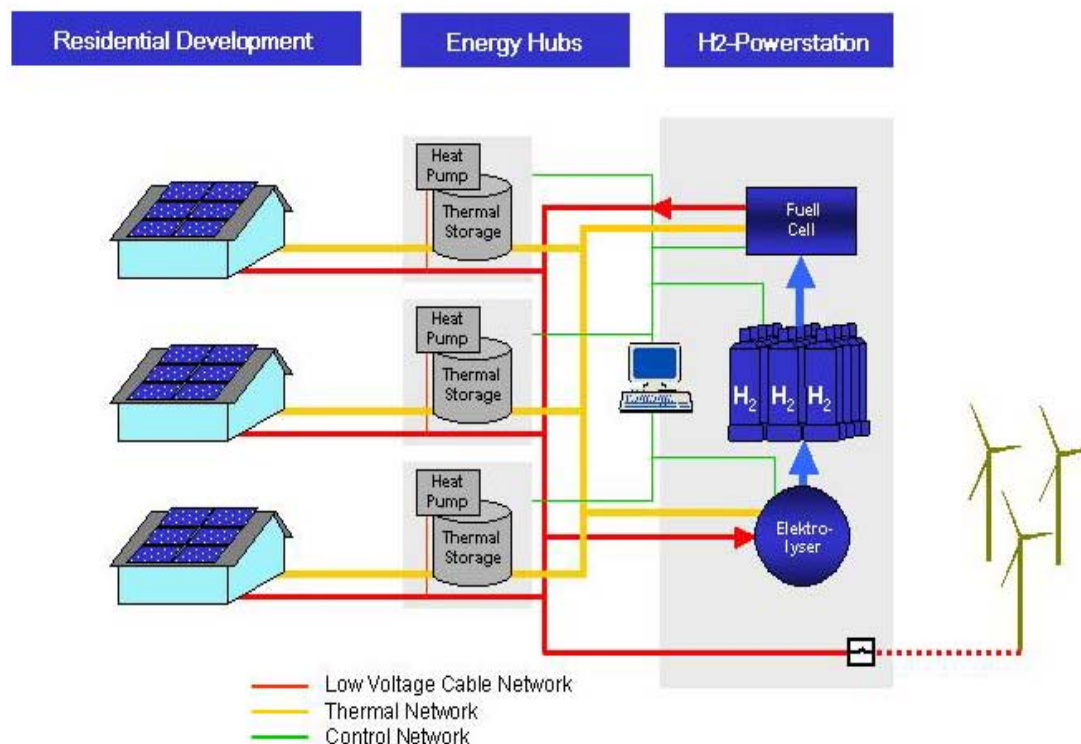 Residential Development
Energy Hubs
H2-Powerstation
Heat
Pump
Thermal
Storage
Fuell
Cell
Heat
Pump
Thermal
Storage
H2 H2 H2
Heat
Pump
Thermal
Storage
Elektro-
lyser
Low Voltage Cable Network
Thermal Network
Control Network